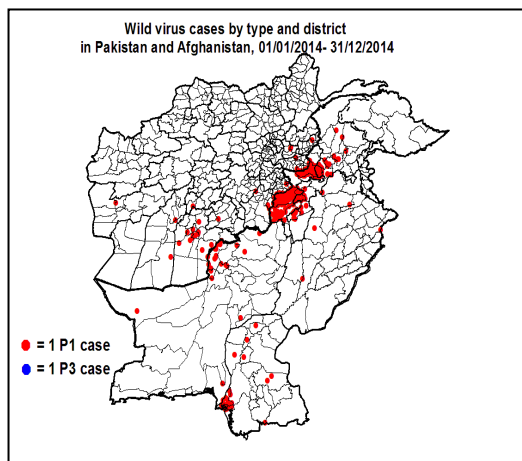 Wild virus cases by type and district
in Pakistan and Afghanistan, 01/01/2014- 31/12/2014
= 1 P1 case
= 1 P3 case